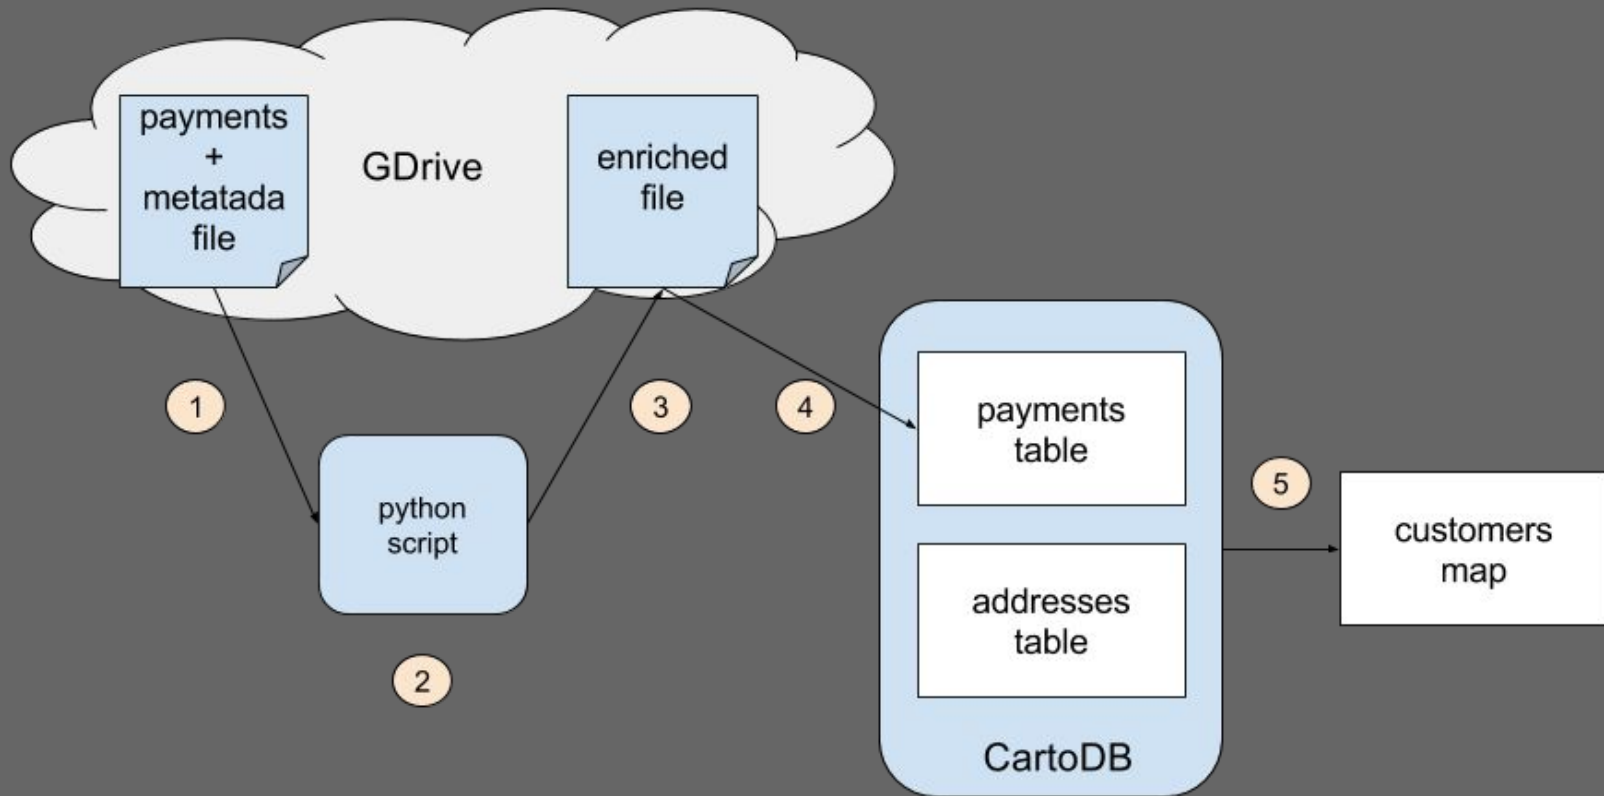 payments
+
metatada
file
GDrive
enriched
file
1
3
4
python
script
2
payments
table
addresses
table
CartoDB
5
customers
map